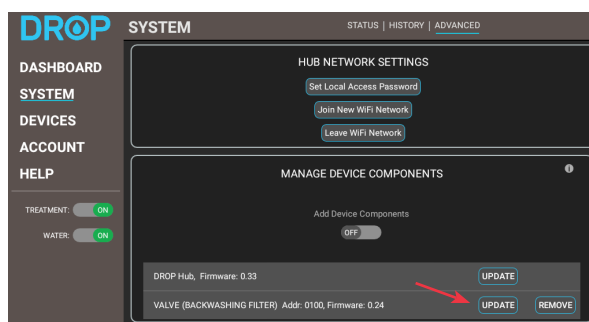 DROP
SYSTEM
STATUS | HISTORY | ADVANCED
DASHBOARD
SYSTEM
DEVICES
ACCOUNT
HELP
TREATMENT: ON
WATER: ON
HUB NETWORK SETTINGS
Set Local Access Password
Join New WiFi Network
Leave WiFi Network
MANAGE DEVICE COMPONENTS
Add Device Components
OFF
DROP Hub, Firmware: 0.33 UPDATE
VALVE (BACKWASHING FILTER) Addr: 0100, Firmware: 0.24 UPDATE REMOVE